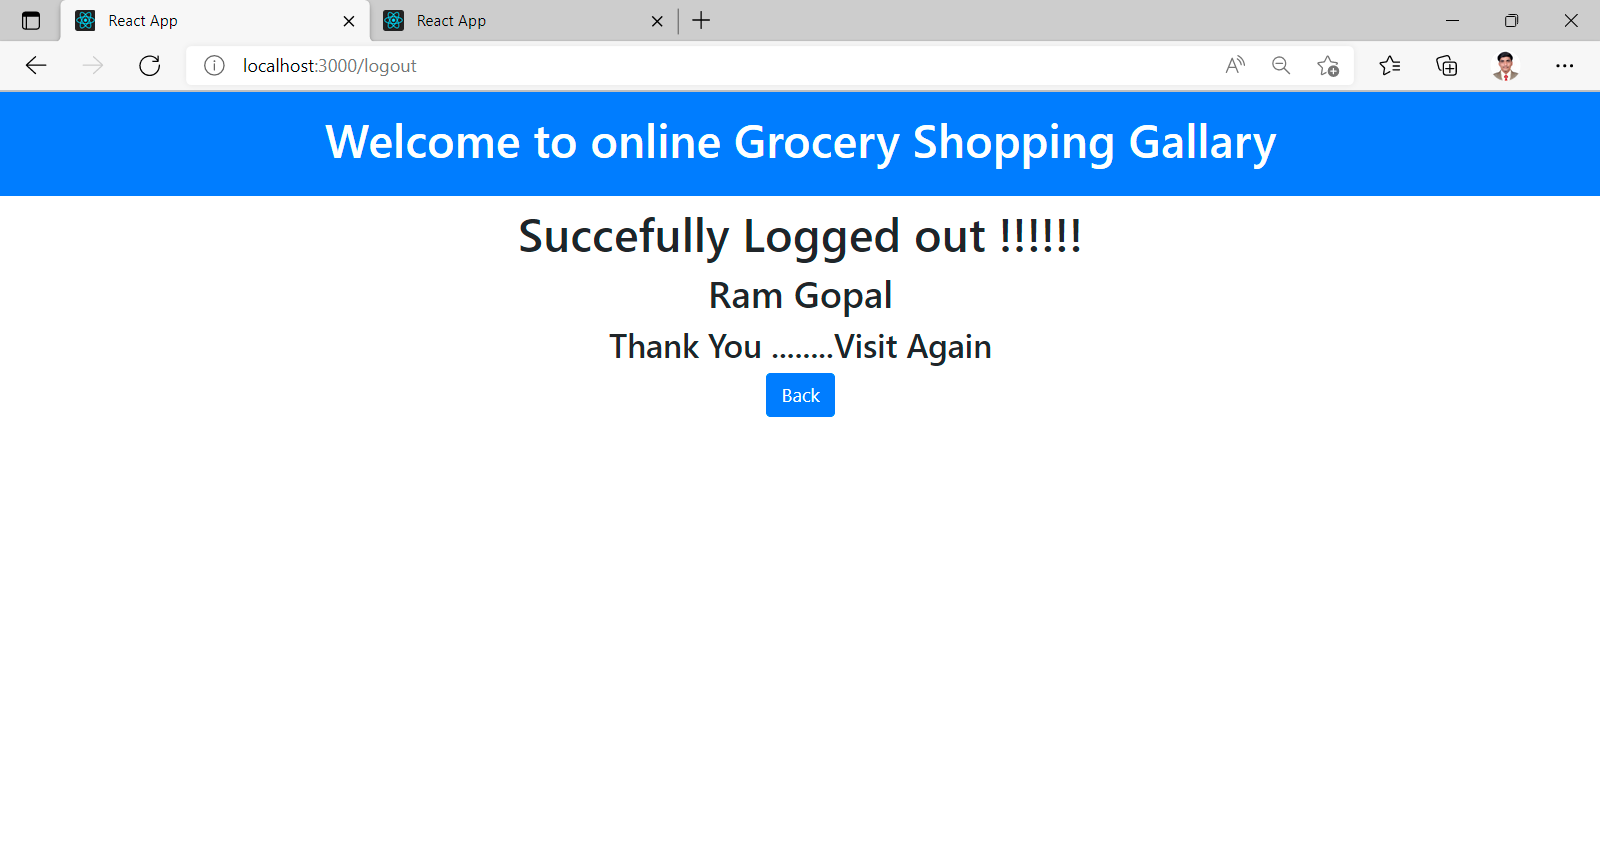 React App
React App
localhost:3000/logout
Welcome to online Grocery Shopping Gallary
Succefully Logged out !!!!!!
Ram Gopal
Thank You ........Visit Again
Back